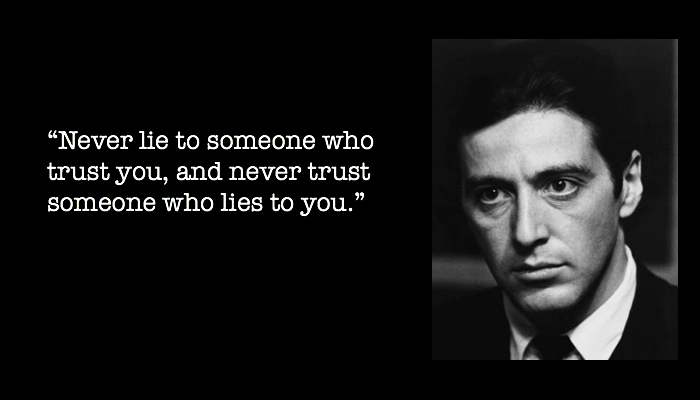 “Never lie to someone who
trust you, and never trust
someone who lies to you.”